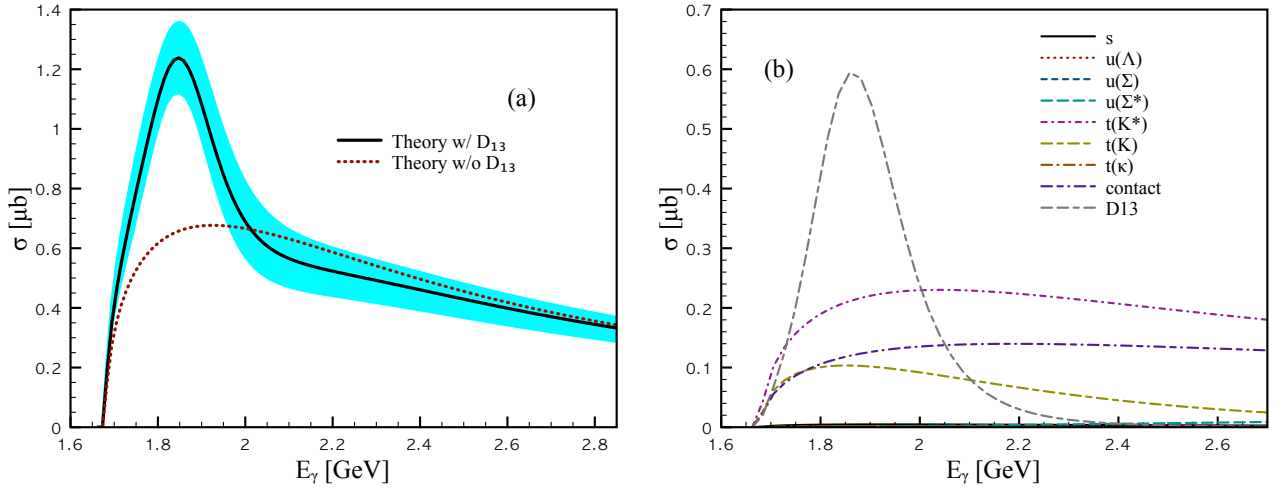 1.4
1.2
1
0.8
0.6
0.4
0.2
0
1.6
1.8
2
2.2
2.4
2.6
2.8
σ [μb]
E_γ [GeV]
(a)
Theory w/ D₁₃
Theory w/o D₁₃
0.7
0.6
0.5
0.4
0.3
0.2
0.1
0
1.6
1.8
2
2.2
2.4
2.6
σ [μb]
E_γ [GeV]
(b)
s
u(Λ)
u(Σ)
u(Σ*)
t(K*)
t(K)
t(κ)
contact
D13